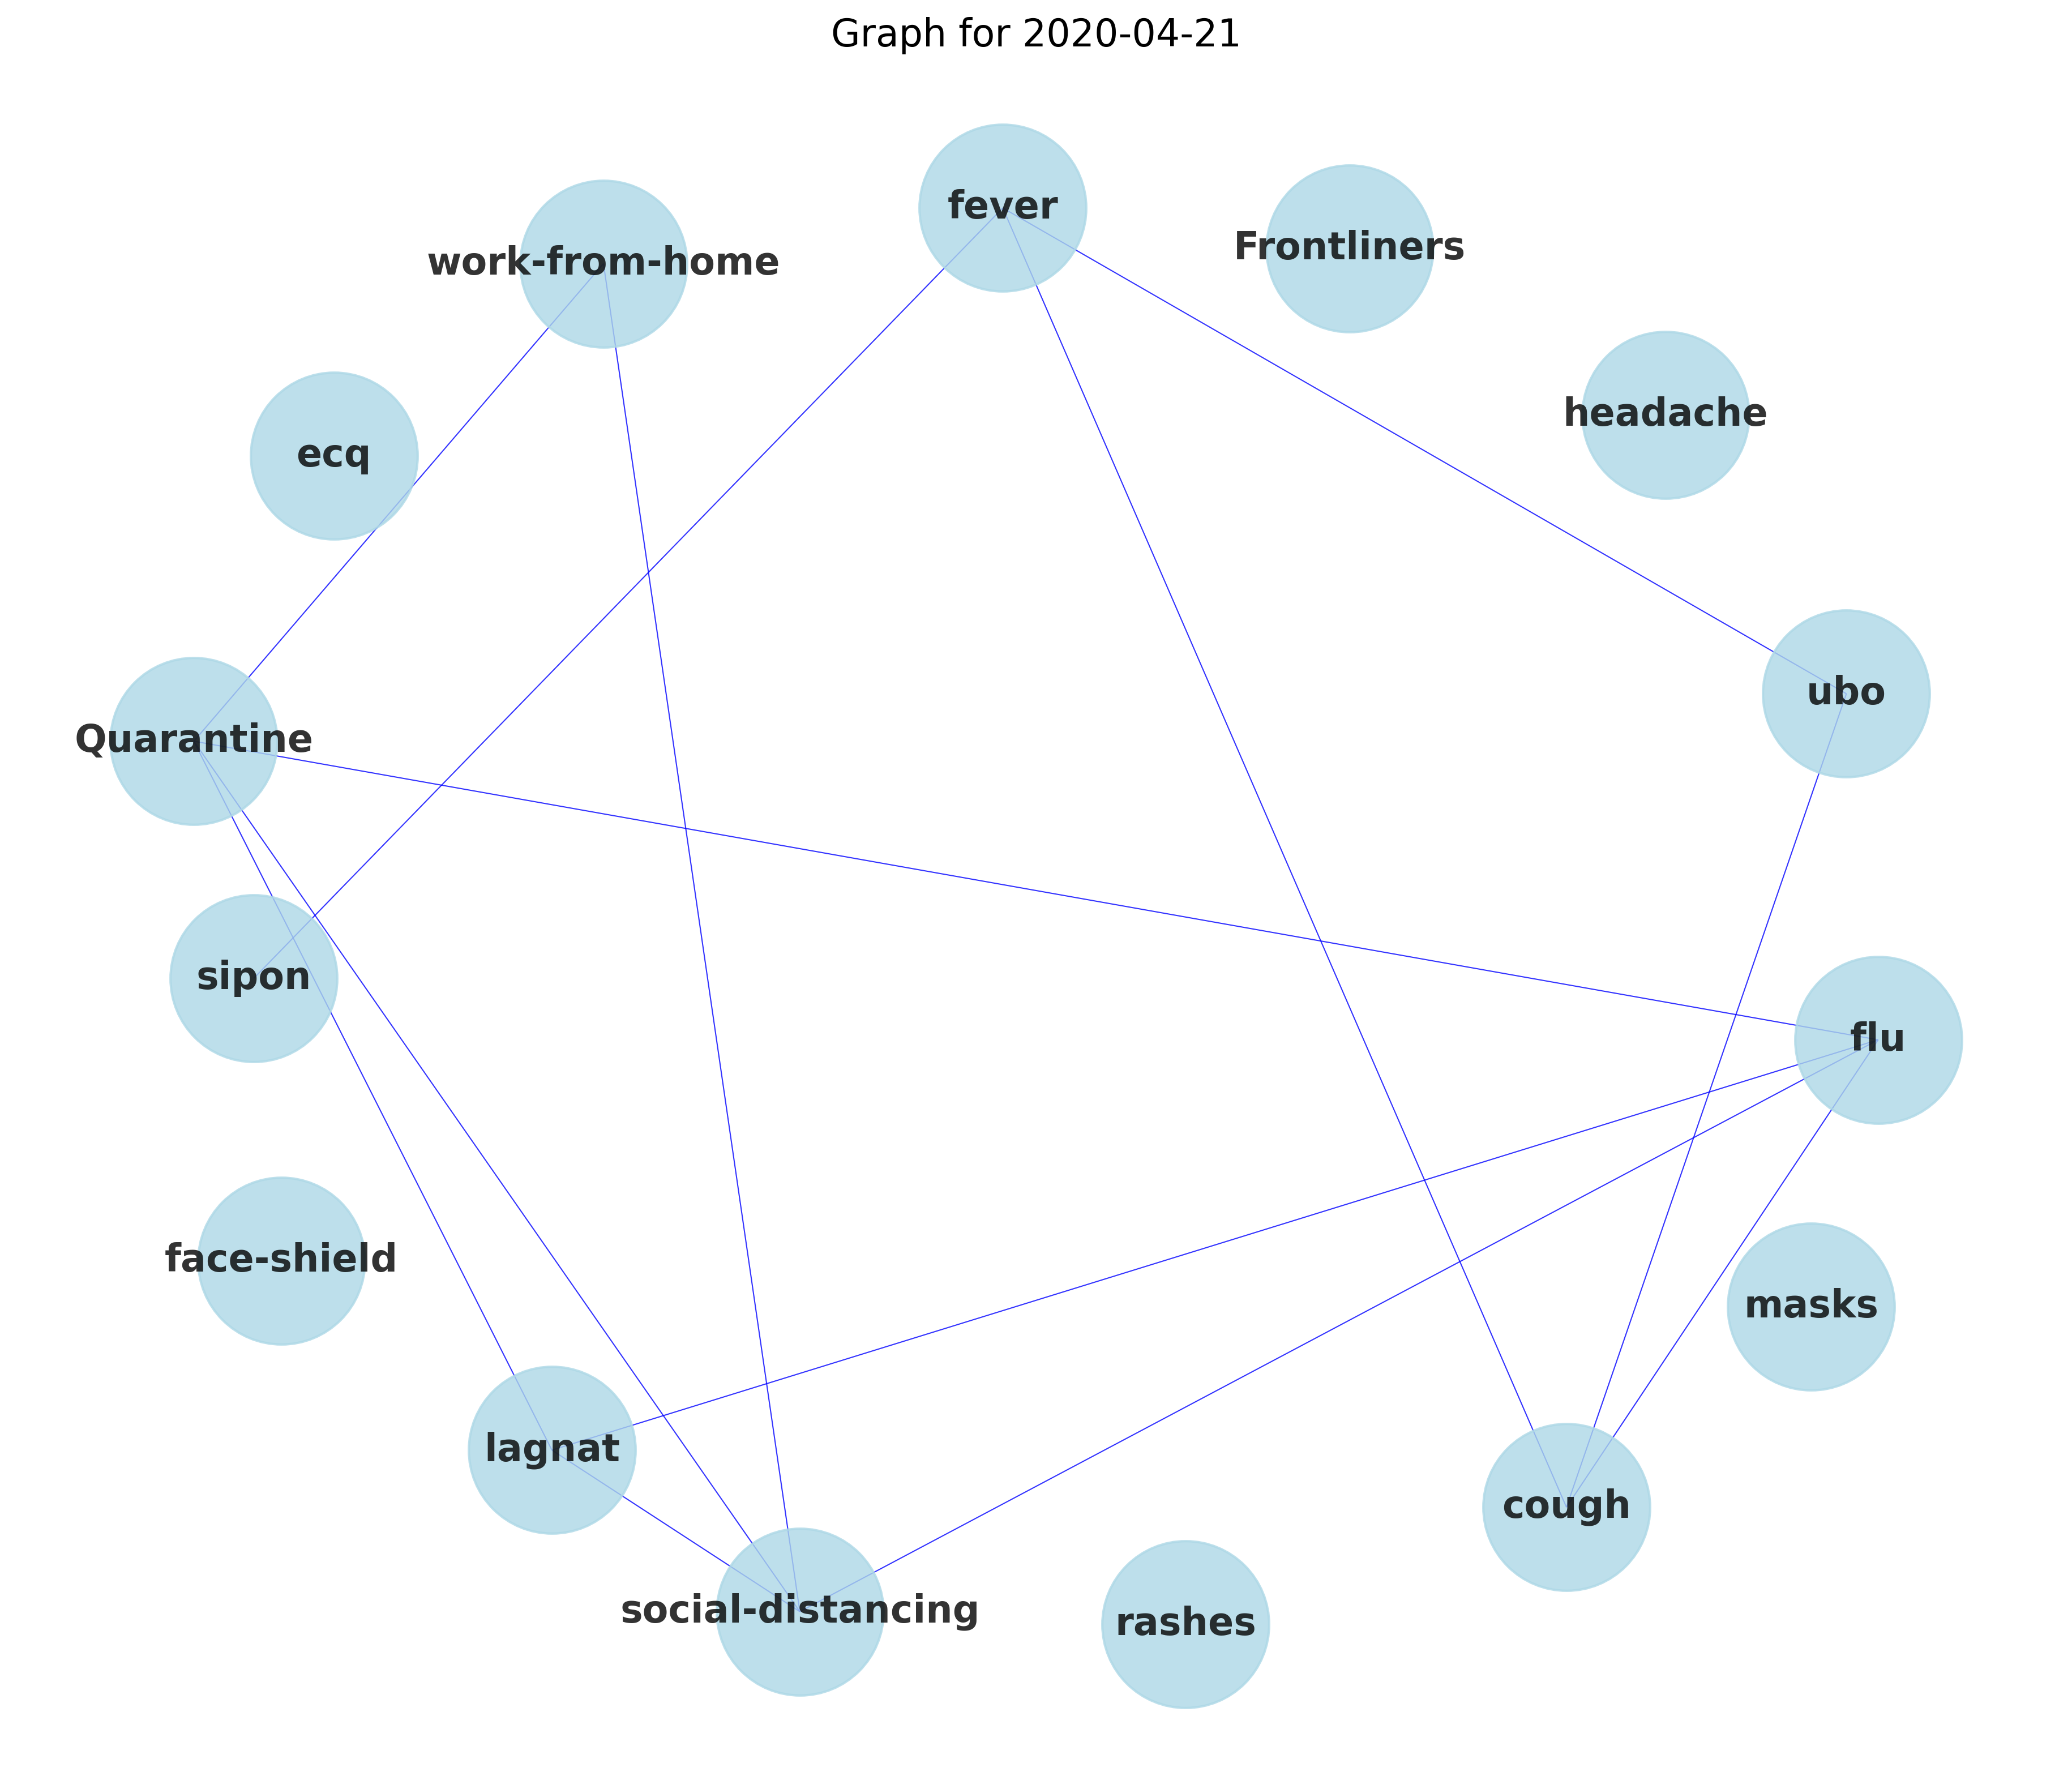 Graph for 2020-04-21
fever
Frontliners
work-from-home
headache
ecq
ubo
Quarantine
sipon
flu
face-shield
masks
lagnat
cough
social-distancing
rashes